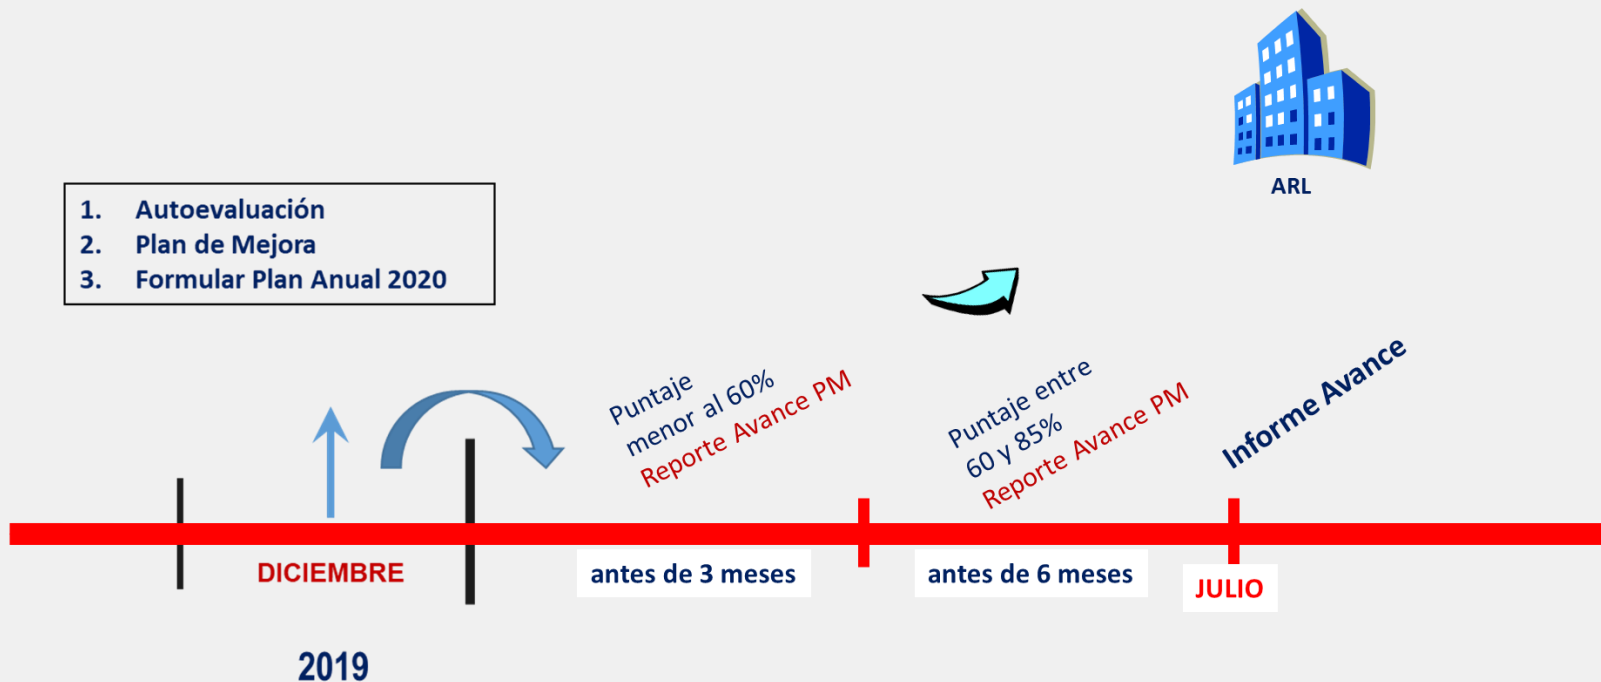 ARL
1. Autoevaluación
2. Plan de Mejora
3. Formular Plan Anual 2020
Puntaje
menor al 60%
Reporte Avance PM
Puntaje entre
60 y 85%
Reporte Avance PM
Informe Avance
DICIEMBRE
antes de 3 meses
antes de 6 meses
JULIO
2019